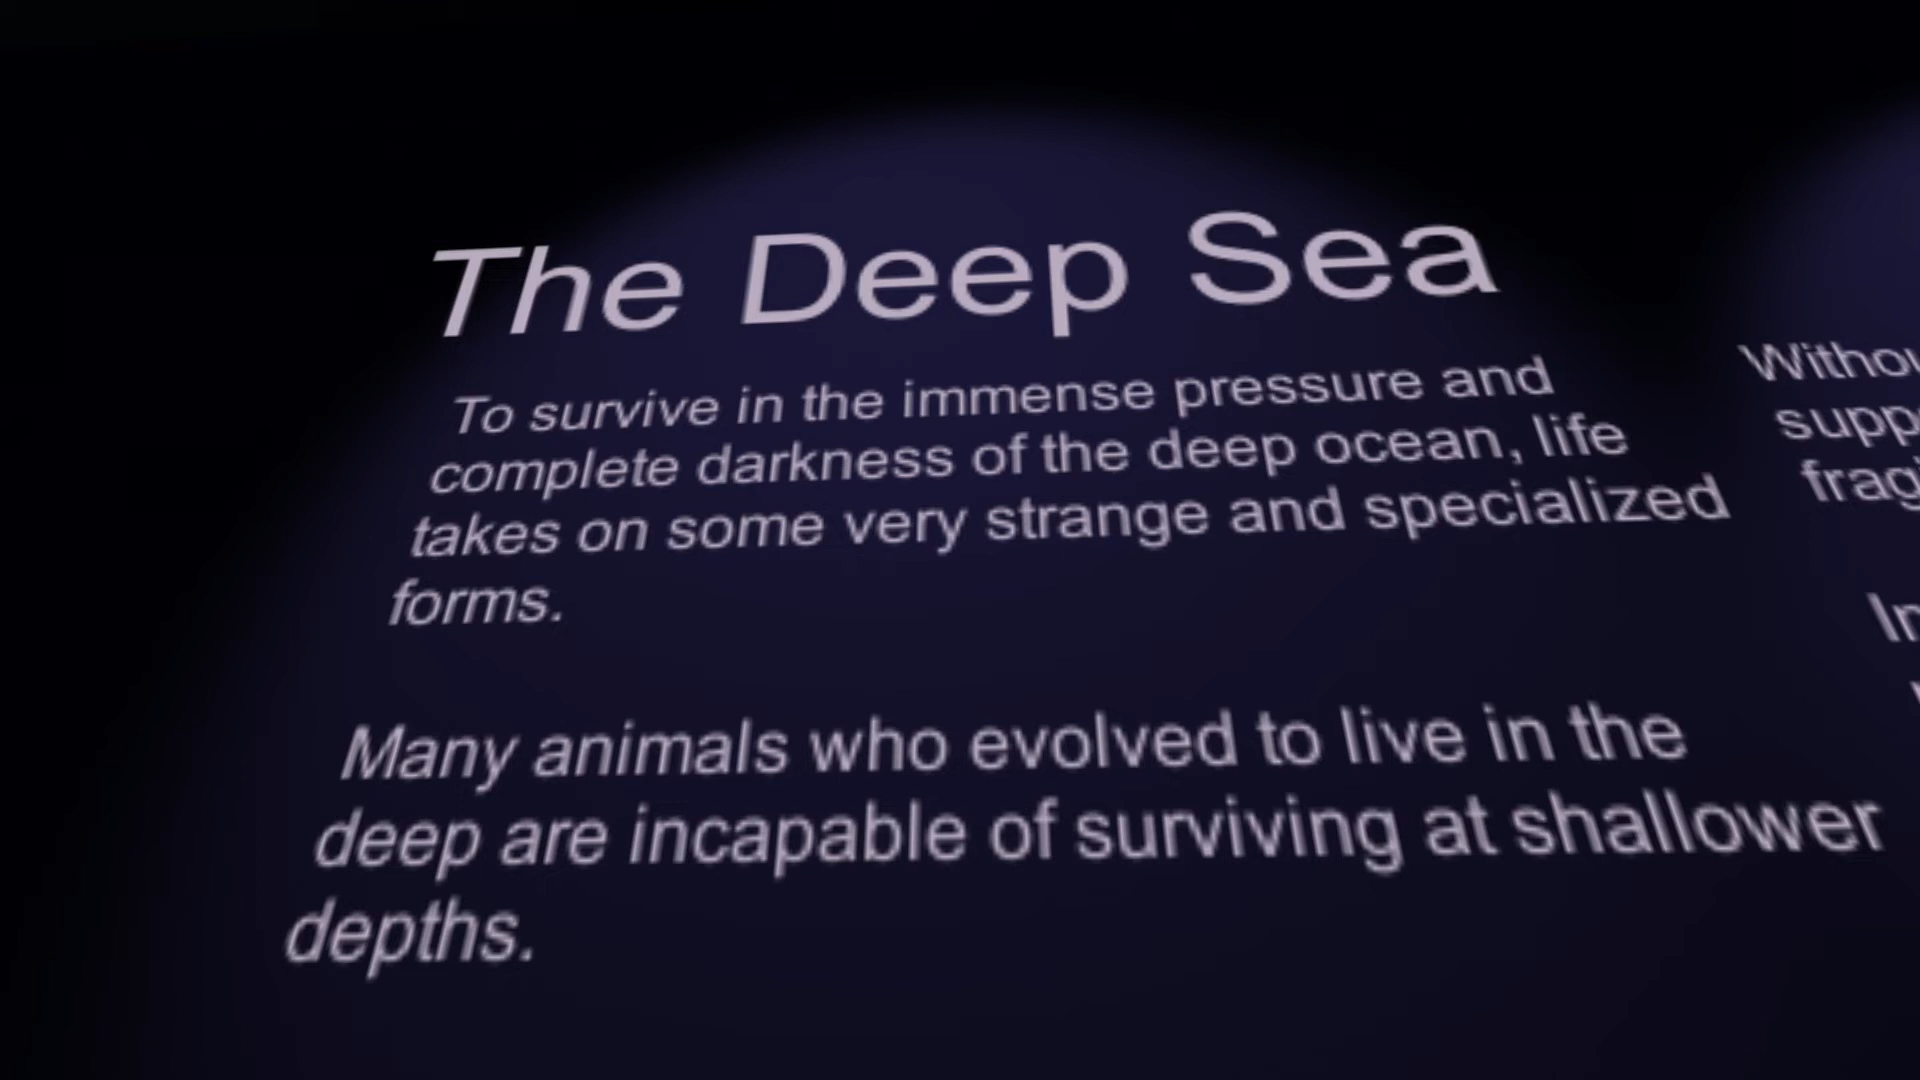 The Deep Sea
To survive in the immense pressure and
complete darkness of the deep ocean, life
takes on some very strange and specialized
forms.
Many animals who evolved to live in the
deep are incapable of surviving at shallower
depths.